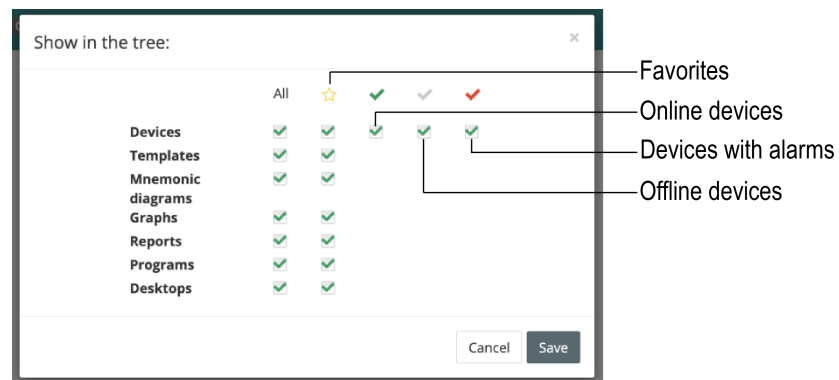 Show in the tree:
×
All
Favorites
Online devices
Devices with alarms
Offline devices
Devices
Templates
Mnemonic
diagrams
Graphs
Reports
Programs
Desktops
Cancel
Save